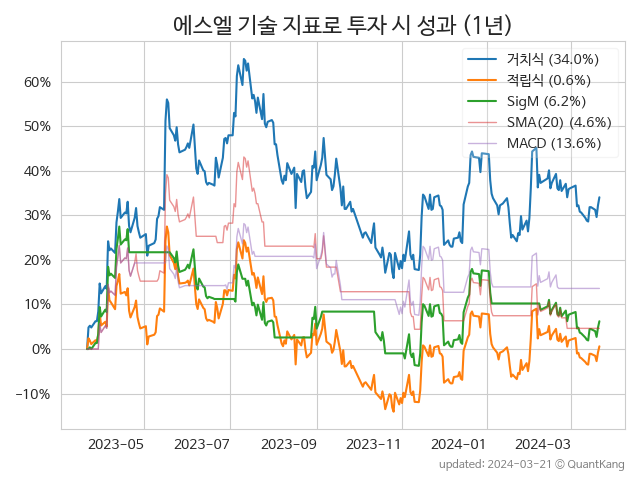 에스엘 기술 지표로 투자 시 성과 (1년)
거치식 (34.0%)
적립식 (0.6%)
SigM (6.2%)
SMA(20) (4.6%)
MACD (13.6%)
60%
50%
40%
30%
20%
10%
0%
−10%
2023-05 2023-07 2023-09 2023-11 2024-01 2024-03
updated: 2024-03-21 © QuantKang